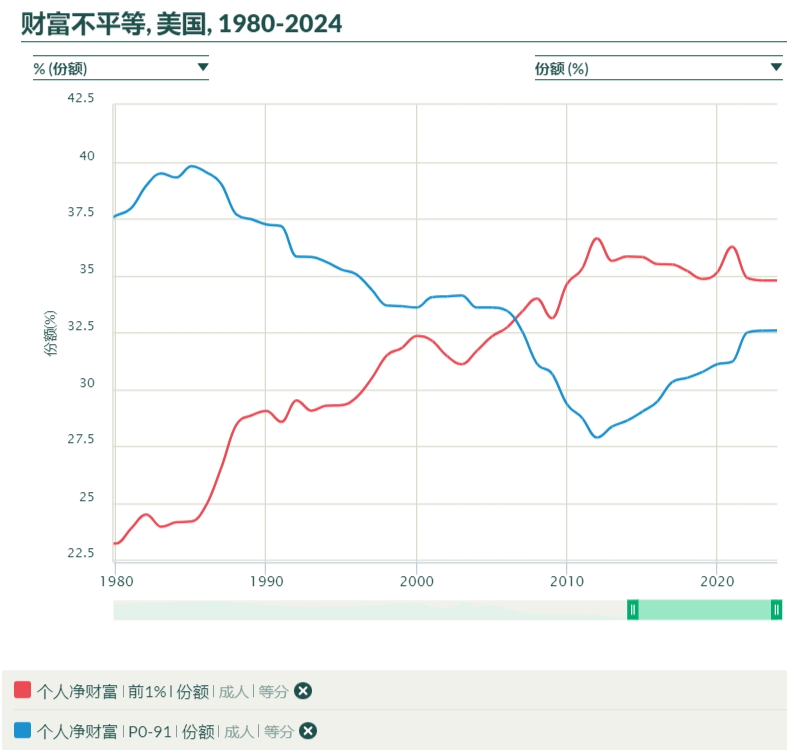 财富不平等, 美国, 1980-2024
% (份额)
份额 (%)
42.5
40
37.5
35
32.5
30
27.5
25
22.5
份额(%)
1980 1990 2000 2010 2020
个人净财富 | 前1% | 份额 | 成人 | 等分
个人净财富 | P0-91 | 份额 | 成人 | 等分